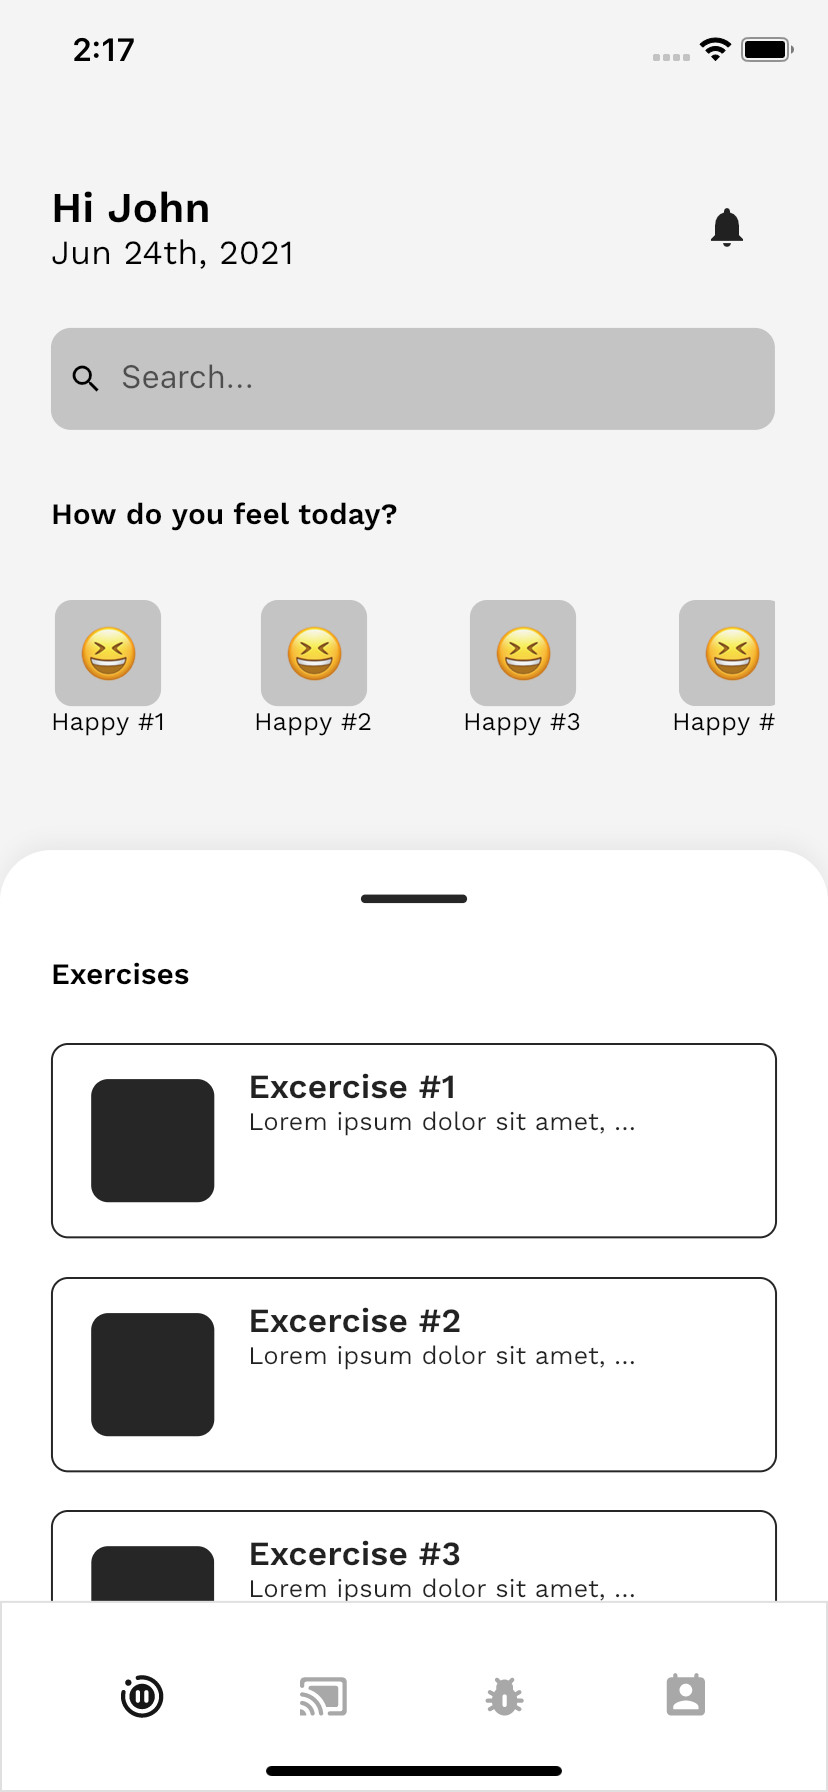 2:17
Hi John
Jun 24th, 2021
Search...
How do you feel today?
Happy #1
Happy #2
Happy #3
Happy #
Exercises
Excercise #1
Lorem ipsum dolor sit amet, ...
Excercise #2
Lorem ipsum dolor sit amet, ...
Excercise #3
Lorem ipsum dolor sit amet, ...